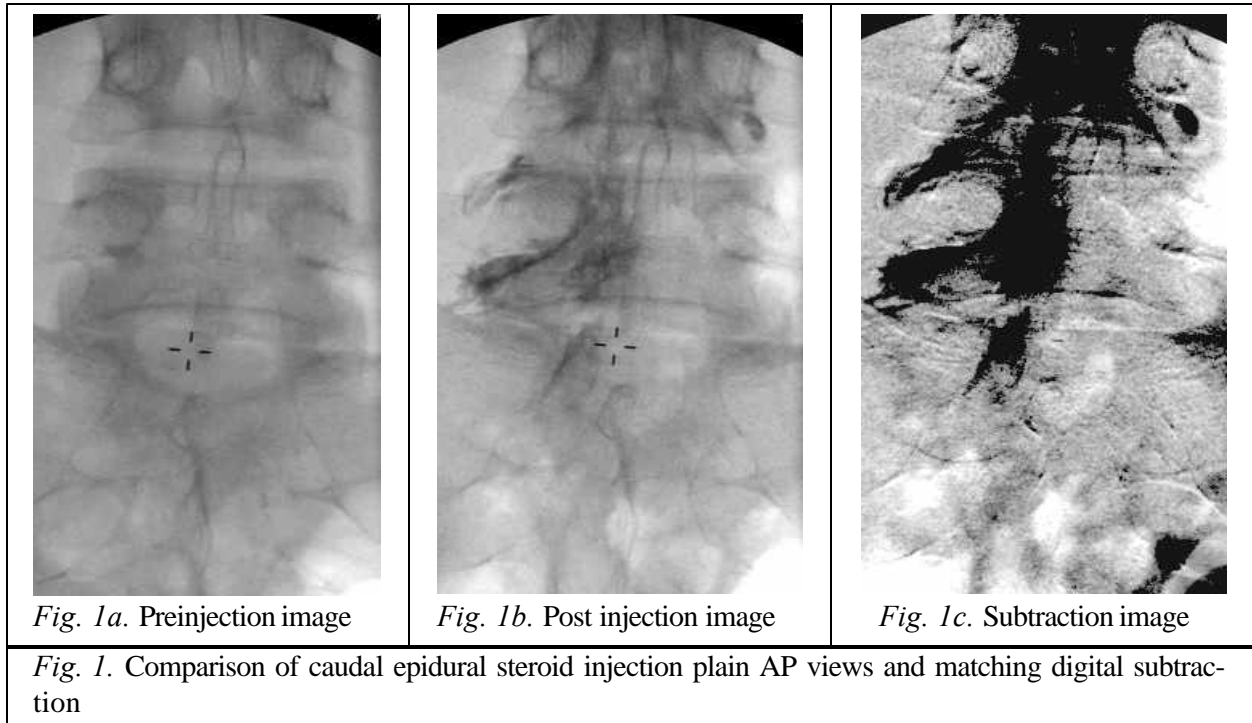 Fig. 1a. Preinjection image
Fig. 1b. Post injection image
Fig. 1c. Subtraction image
Fig. 1. Comparison of caudal epidural steroid injection plain AP views and matching digital subtrac-
tion